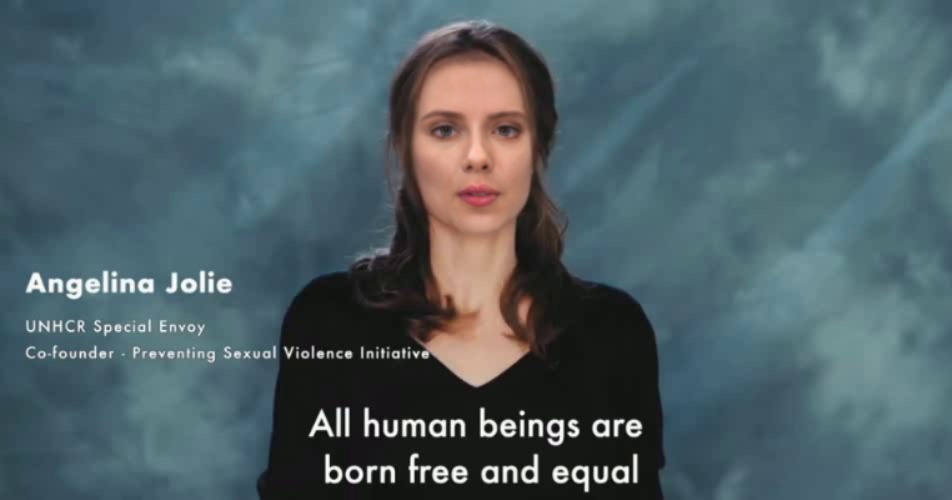 Angelina Jolie
UNHCR Special Envoy
Co-founder - Preventing Sexual Violence Initiative
All human beings are
born free and equal